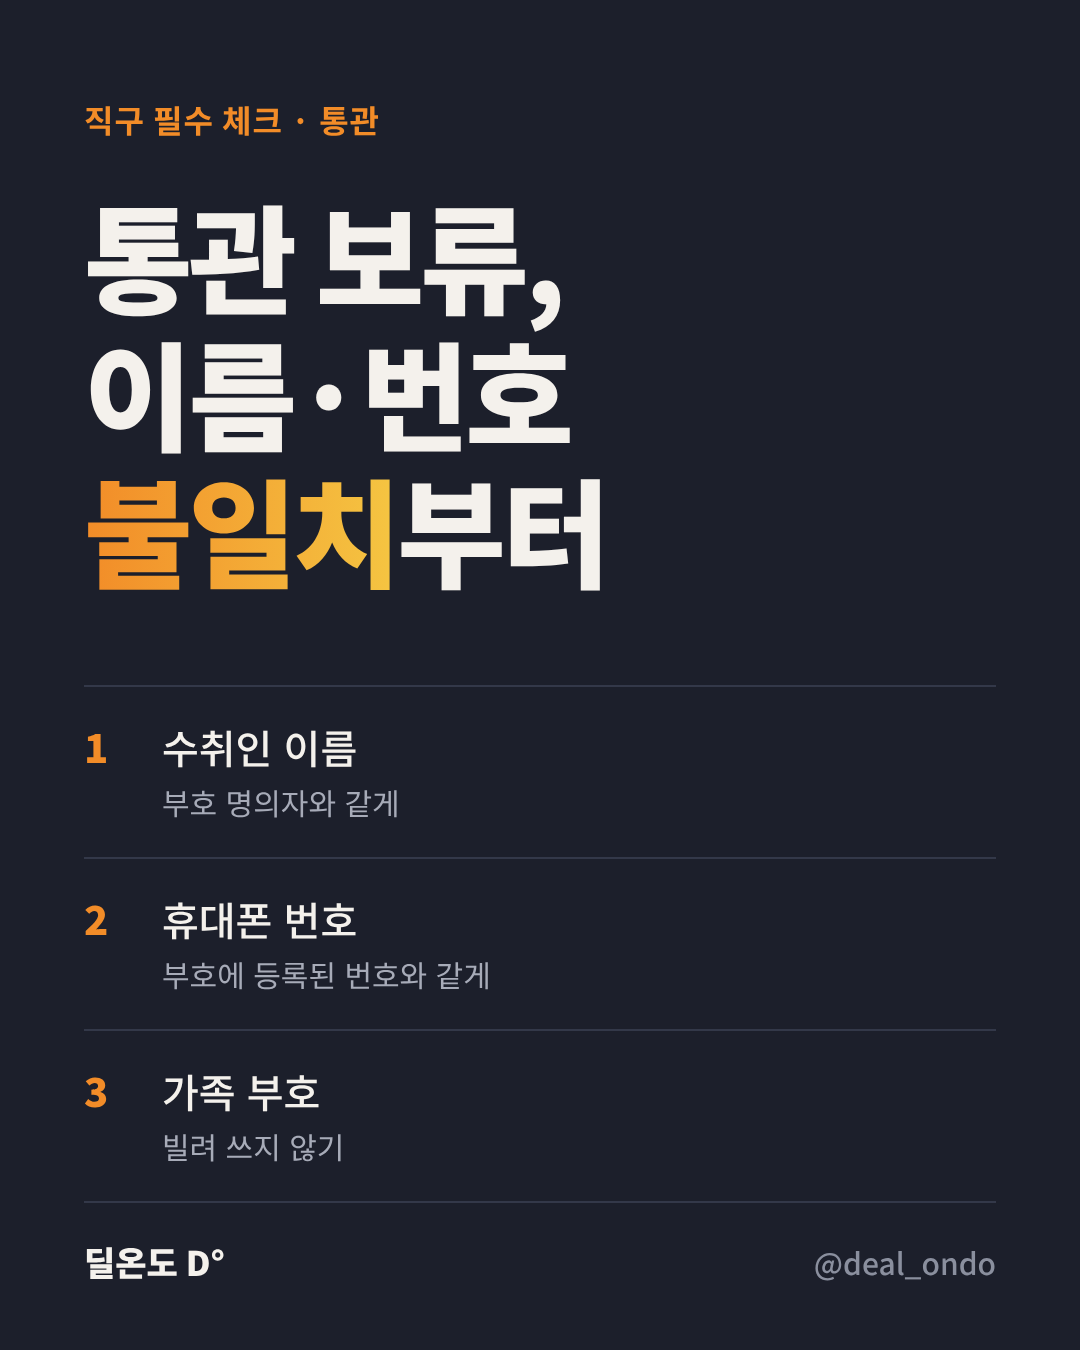 직구 필수 체크 · 통관
통관 보류,
이름·번호
불일치부터
1 수취인 이름
부호 명의자와 같게
2 휴대폰 번호
부호에 등록된 번호와 같게
3 가족 부호
빌려 쓰지 않기
딜온도 D°
@deal_ondo